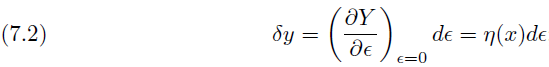 (7.2) δy = (∂Y/∂ϵ)_{ϵ=0} dϵ = η(x)dϵ